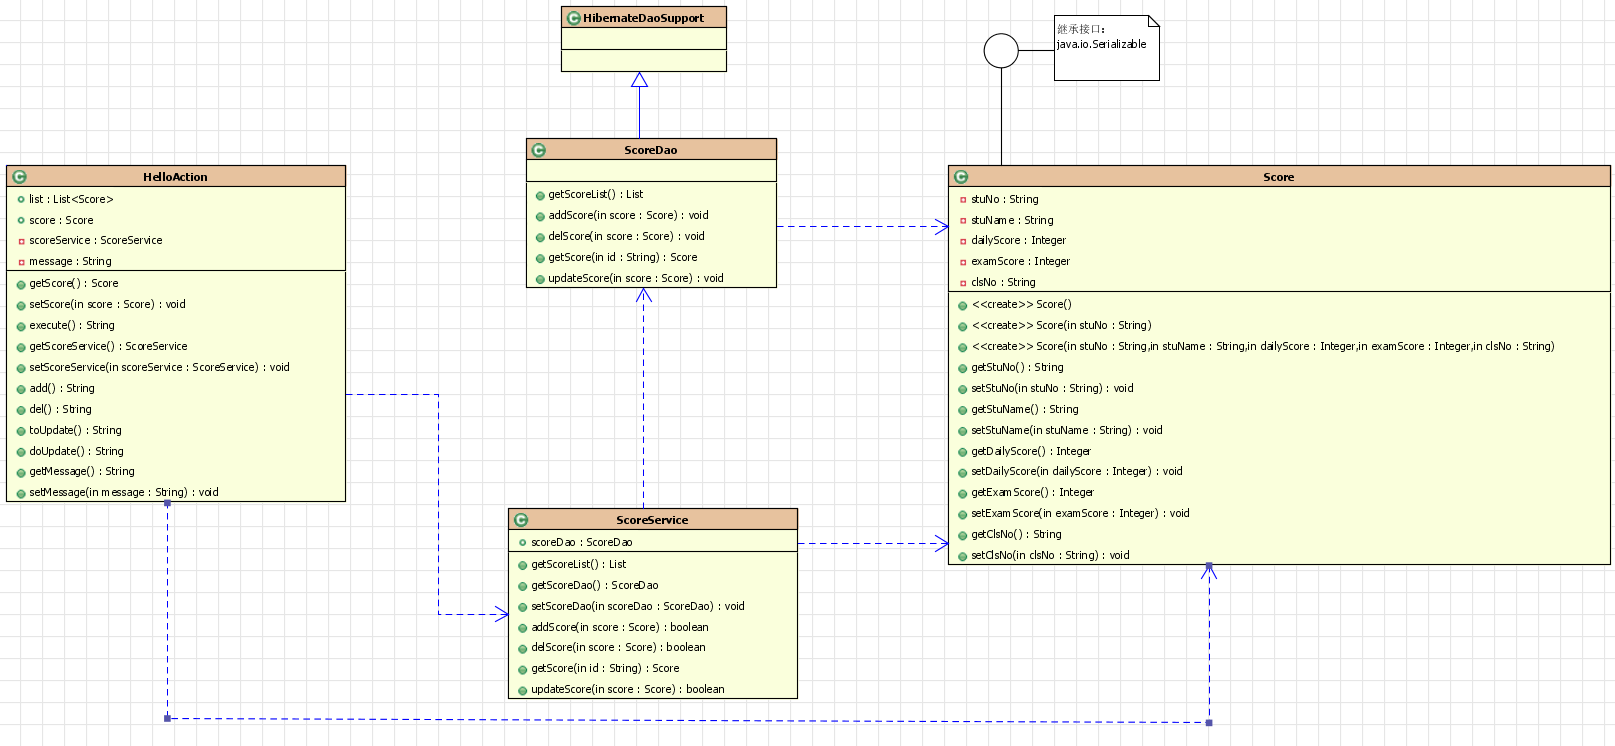 HibernateDaoSupport
继承接口：
java.io.Serializable
ScoreDao
getScoreList() : List
addScore(in score : Score) : void
delScore(in score : Score) : void
getScore(in id : String) : Score
updateScore(in score : Score) : void
HelloAction
list : List<Score>
score : Score
scoreService : ScoreService
message : String
getScore() : Score
setScore(in score : Score) : void
execute() : String
getScoreService() : ScoreService
setScoreService(in scoreService : ScoreService) : void
add() : String
del() : String
toUpdate() : String
doUpdate() : String
getMessage() : String
setMessage(in message : String) : void
Score
stuNo : String
stuName : String
dailyScore : Integer
examScore : Integer
clsNo : String
<<create>> Score()
<<create>> Score(in stuNo : String)
<<create>> Score(in stuNo : String,in stuName : String,in dailyScore : Integer,in examScore : Integer,in clsNo : String)
getStuNo() : String
setStuNo(in stuNo : String) : void
getStuName() : String
setStuName(in stuName : String) : void
getDailyScore() : Integer
setDailyScore(in dailyScore : Integer) : void
getExamScore() : Integer
setExamScore(in examScore : Integer) : void
getClsNo() : String
setClsNo(in clsNo : String) : void
ScoreService
scoreDao : ScoreDao
getScoreList() : List
getScoreDao() : ScoreDao
setScoreDao(in scoreDao : ScoreDao) : void
addScore(in score : Score) : boolean
delScore(in score : Score) : boolean
getScore(in id : String) : Score
updateScore(in score : Score) : boolean